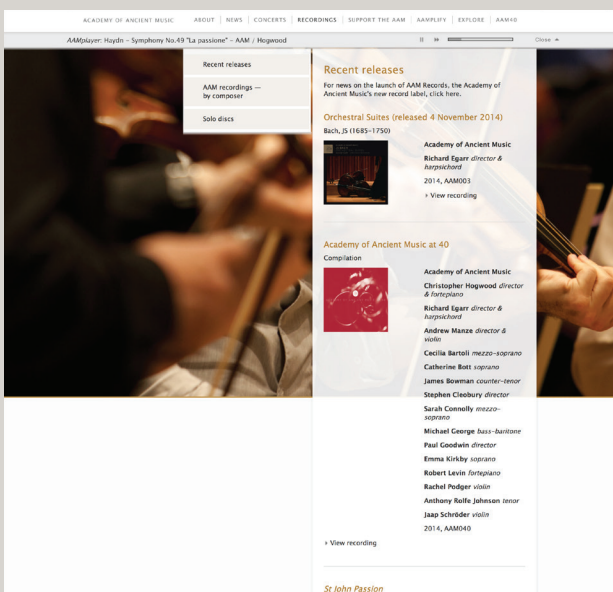 ACADEMY OF ANCIENT MUSIC ABOUT NEWS CONCERTS RECORDINGS SUPPORT THE AAM AAMPLIFY EXPLORE AAM40
AAMplayer: Haydn – Symphony No.49 "La passione" – AAM / Hogwood Close
Recent releases
AAM recordings —
by composer
Solo discs
Recent releases
For news on the launch of AAM Records, the Academy of
Ancient Music's new record label, click here.
Orchestral Suites (released 4 November 2014)
Bach, JS (1685–1750)
Academy of Ancient Music
Richard Egarr director &
harpsichord
2014, AAM003
› View recording
Academy of Ancient Music at 40
Compilation
Academy of Ancient Music
Christopher Hogwood director
& fortepiano
Richard Egarr director &
harpsichord
Andrew Manze director &
violin
Cecilia Bartoli mezzo-soprano
Catherine Bott soprano
James Bowman counter-tenor
Stephen Cleobury director
Sarah Connolly mezzo-
soprano
Michael George bass-baritone
Paul Goodwin director
Emma Kirkby soprano
Robert Levin fortepiano
Rachel Podger violin
Anthony Rolfe Johnson tenor
Jaap Schröder violin
2014, AAM040
› View recording
St John Passion